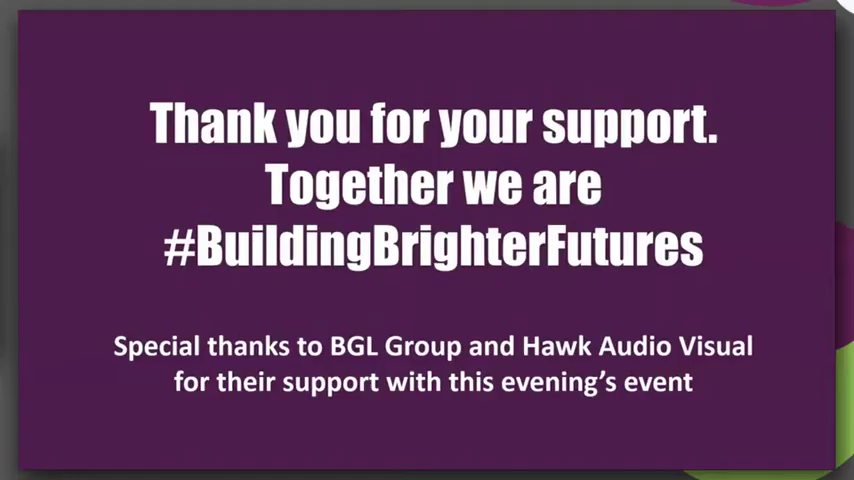 Thank you for your support.
Together we are
#BuildingBrighterFutures
Special thanks to BGL Group and Hawk Audio Visual
for their support with this evening’s event